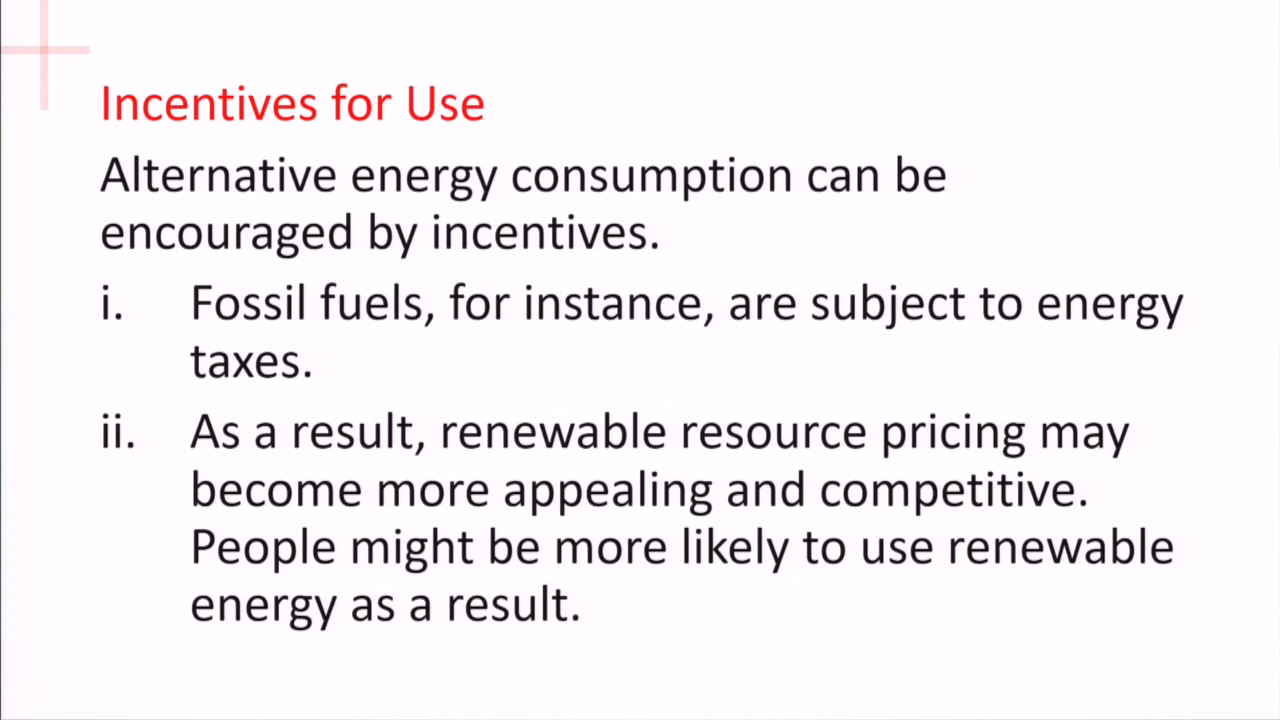 Incentives for Use
Alternative energy consumption can be
encouraged by incentives.
i. Fossil fuels, for instance, are subject to energy
taxes.
ii. As a result, renewable resource pricing may
become more appealing and competitive.
People might be more likely to use renewable
energy as a result.